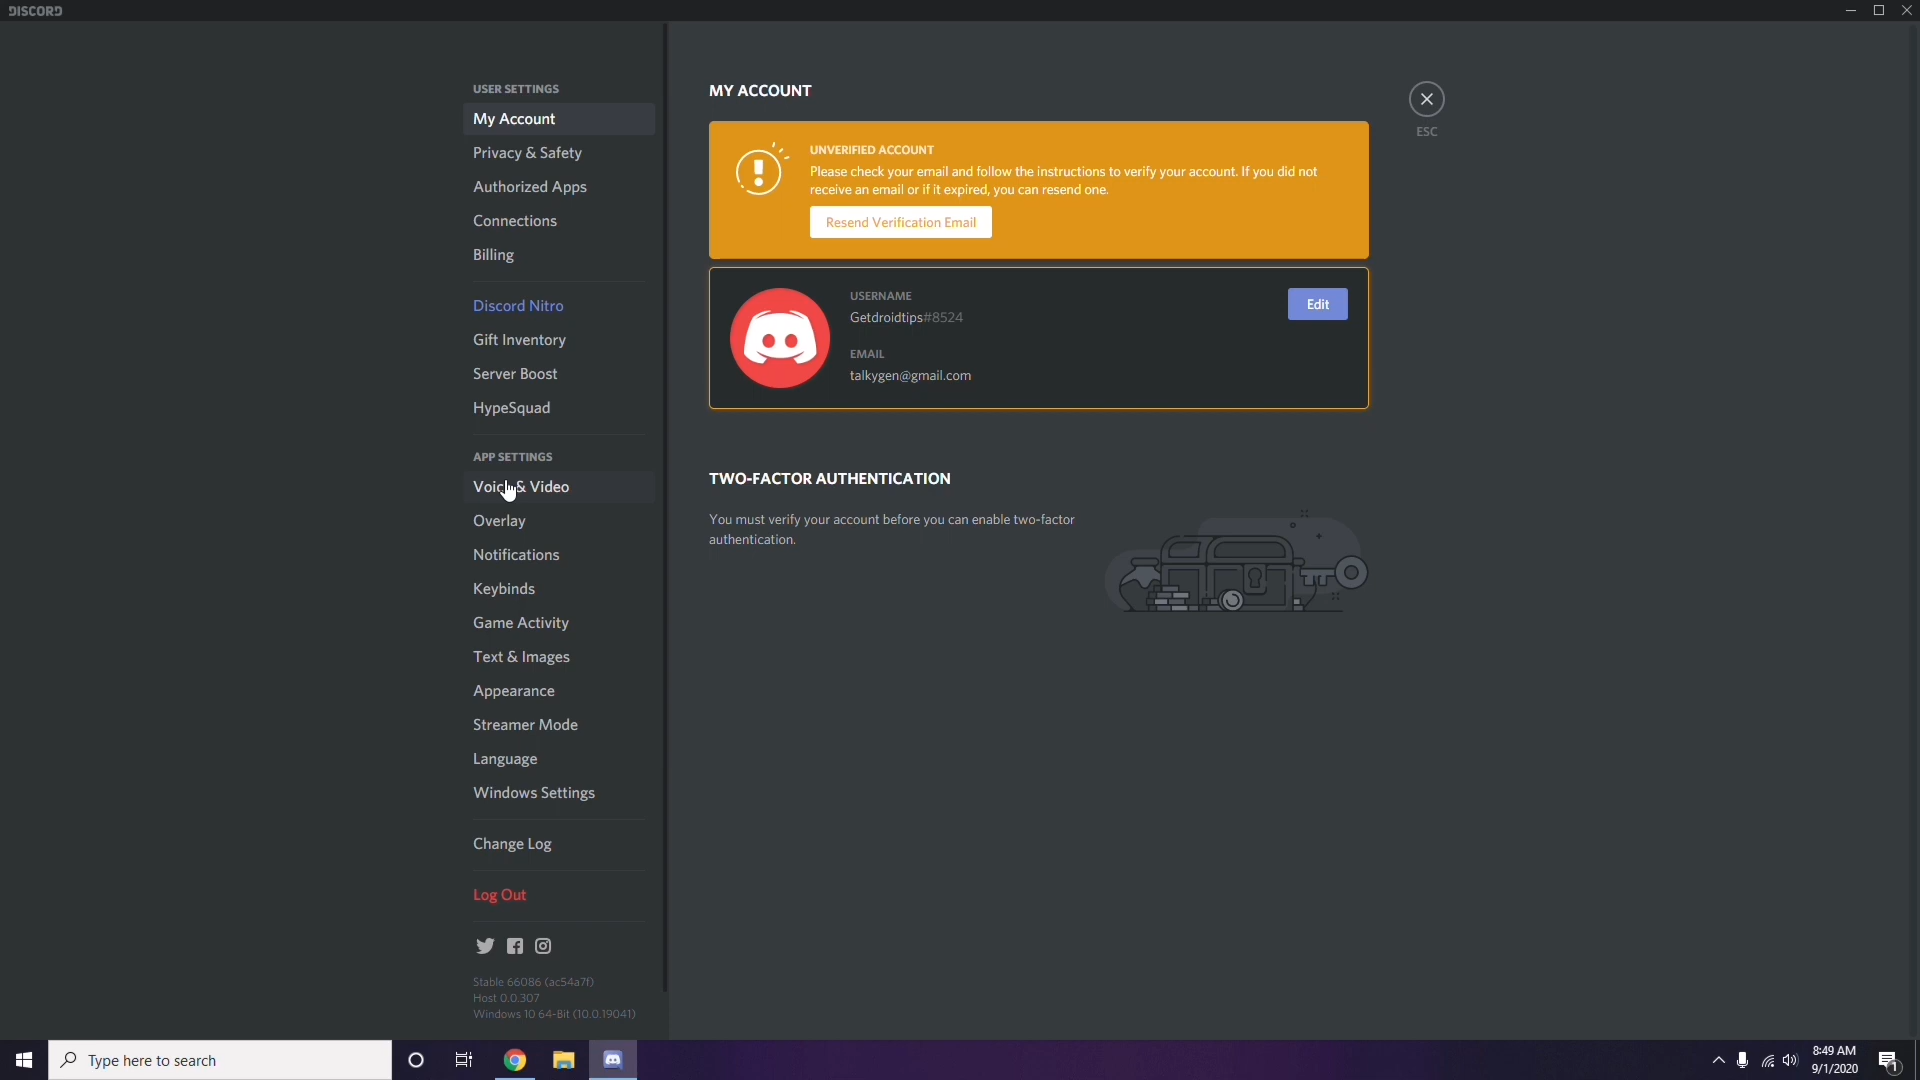 DISCORD
USER SETTINGS
My Account
Privacy & Safety
Authorized Apps
Connections
Billing
Discord Nitro
Gift Inventory
Server Boost
HypeSquad
APP SETTINGS
Voice & Video
Overlay
Notifications
Keybinds
Game Activity
Text & Images
Appearance
Streamer Mode
Language
Windows Settings
Change Log
Log Out
Stable 66086 (ac54a7f)
Host 0.0.307
Windows 10 64-Bit (10.0.19041)
MY ACCOUNT
ESC
UNVERIFIED ACCOUNT
Please check your email and follow the instructions to verify your account. If you did not
receive an email or if it expired, you can resend one.
Resend Verification Email
USERNAME
Getdroidtips#8524
Edit
EMAIL
talkygen@gmail.com
TWO-FACTOR AUTHENTICATION
You must verify your account before you can enable two-factor
authentication.
Type here to search
8:49 AM
9/1/2020
1